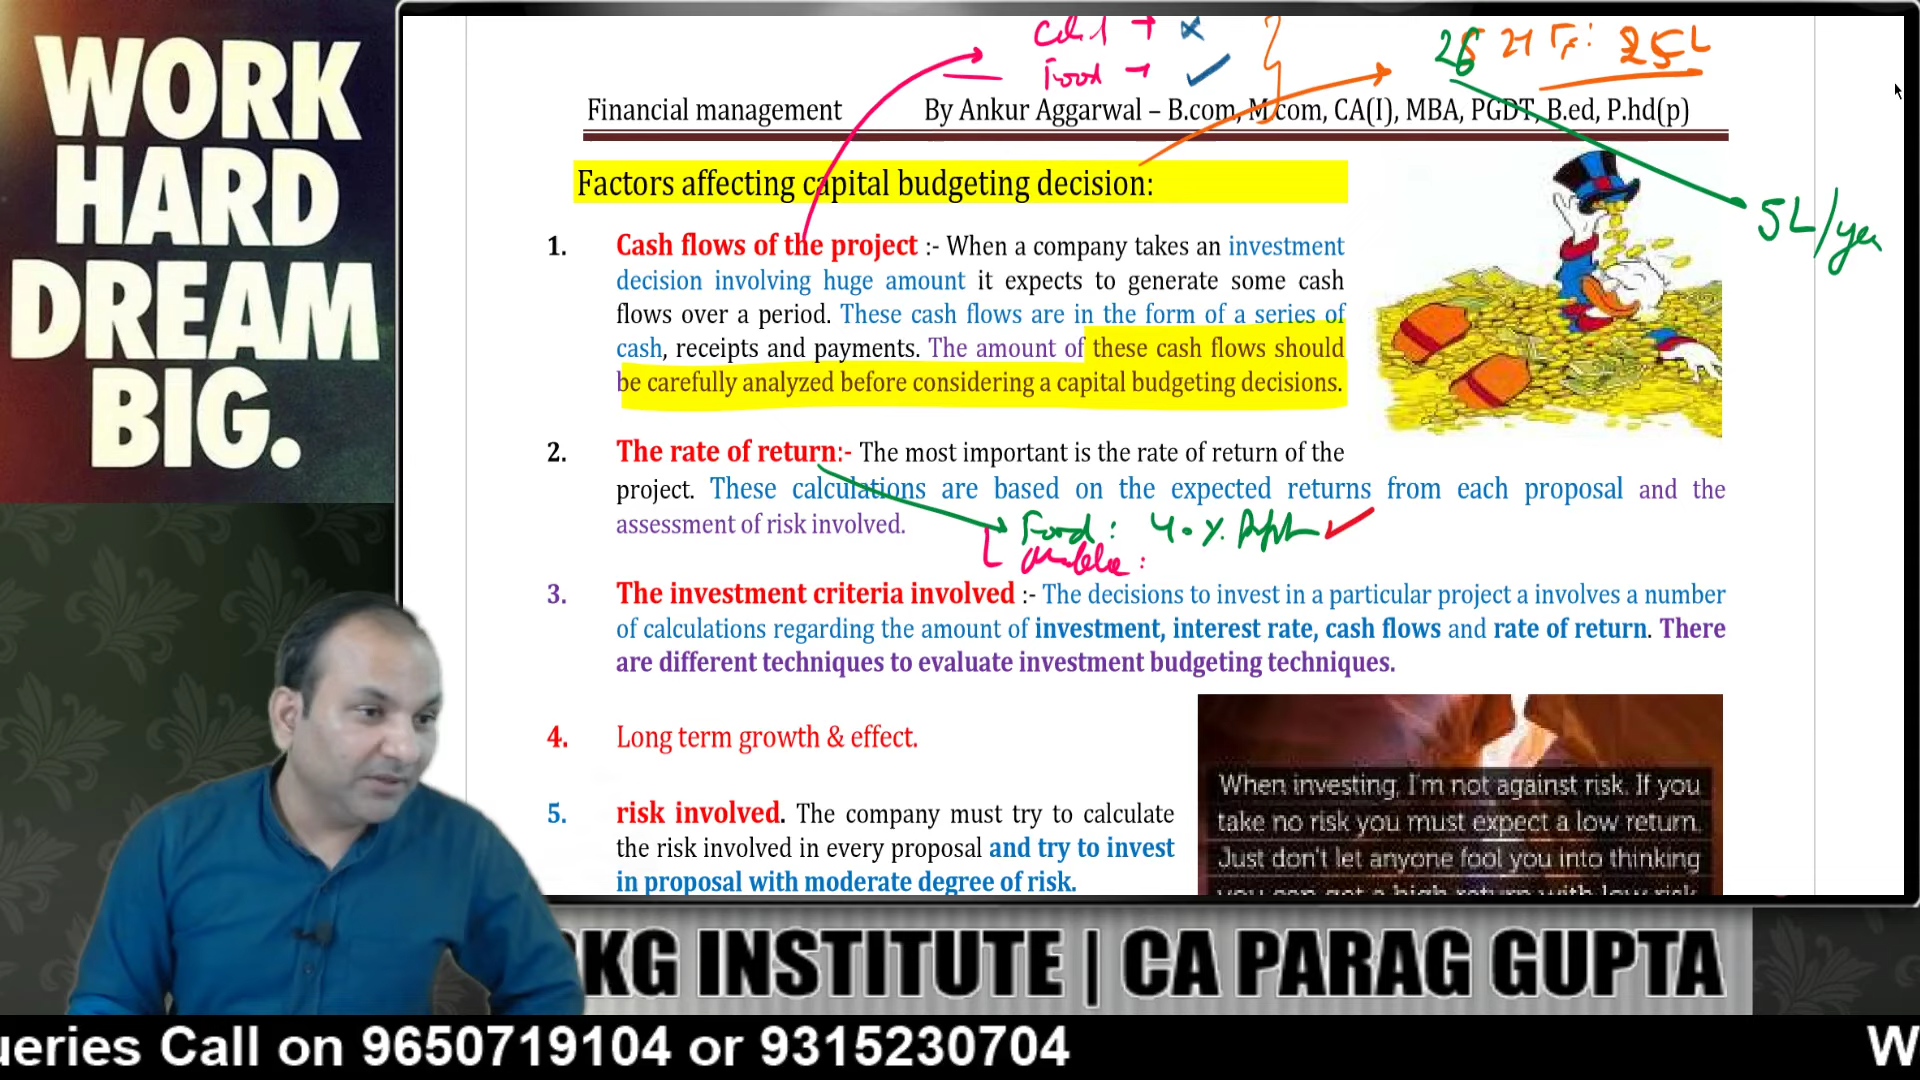 WORK
HARD
DREAM
BIG.
Food →
25L
5L/year
Financial management By Ankur Aggarwal – B.com, M.com, CA(I), MBA, PGDT, B.ed, P.hd(p)
Factors affecting capital budgeting decision:
1. Cash flows of the project :- When a company takes an investment
decision involving huge amount it expects to generate some cash
flows over a period. These cash flows are in the form of a series of
cash, receipts and payments. The amount of these cash flows should
be carefully analyzed before considering a capital budgeting decisions.
2. The rate of return:- The most important is the rate of return of the
project. These calculations are based on the expected returns from each proposal and the
assessment of risk involved.
Food :
3. The investment criteria involved :- The decisions to invest in a particular project a involves a number
of calculations regarding the amount of investment, interest rate, cash flows and rate of return. There
are different techniques to evaluate investment budgeting techniques.
4. Long term growth & effect.
5. risk involved. The company must try to calculate
the risk involved in every proposal and try to invest
in proposal with moderate degree of risk.
When investing, I'm not against risk. If you
take no risk you must expect a low return.
Just don't let anyone fool you into thinking
you can get a high return with low risk
KG INSTITUTE | CA PARAG GUPTA
ueries Call on 9650719104 or 9315230704
W